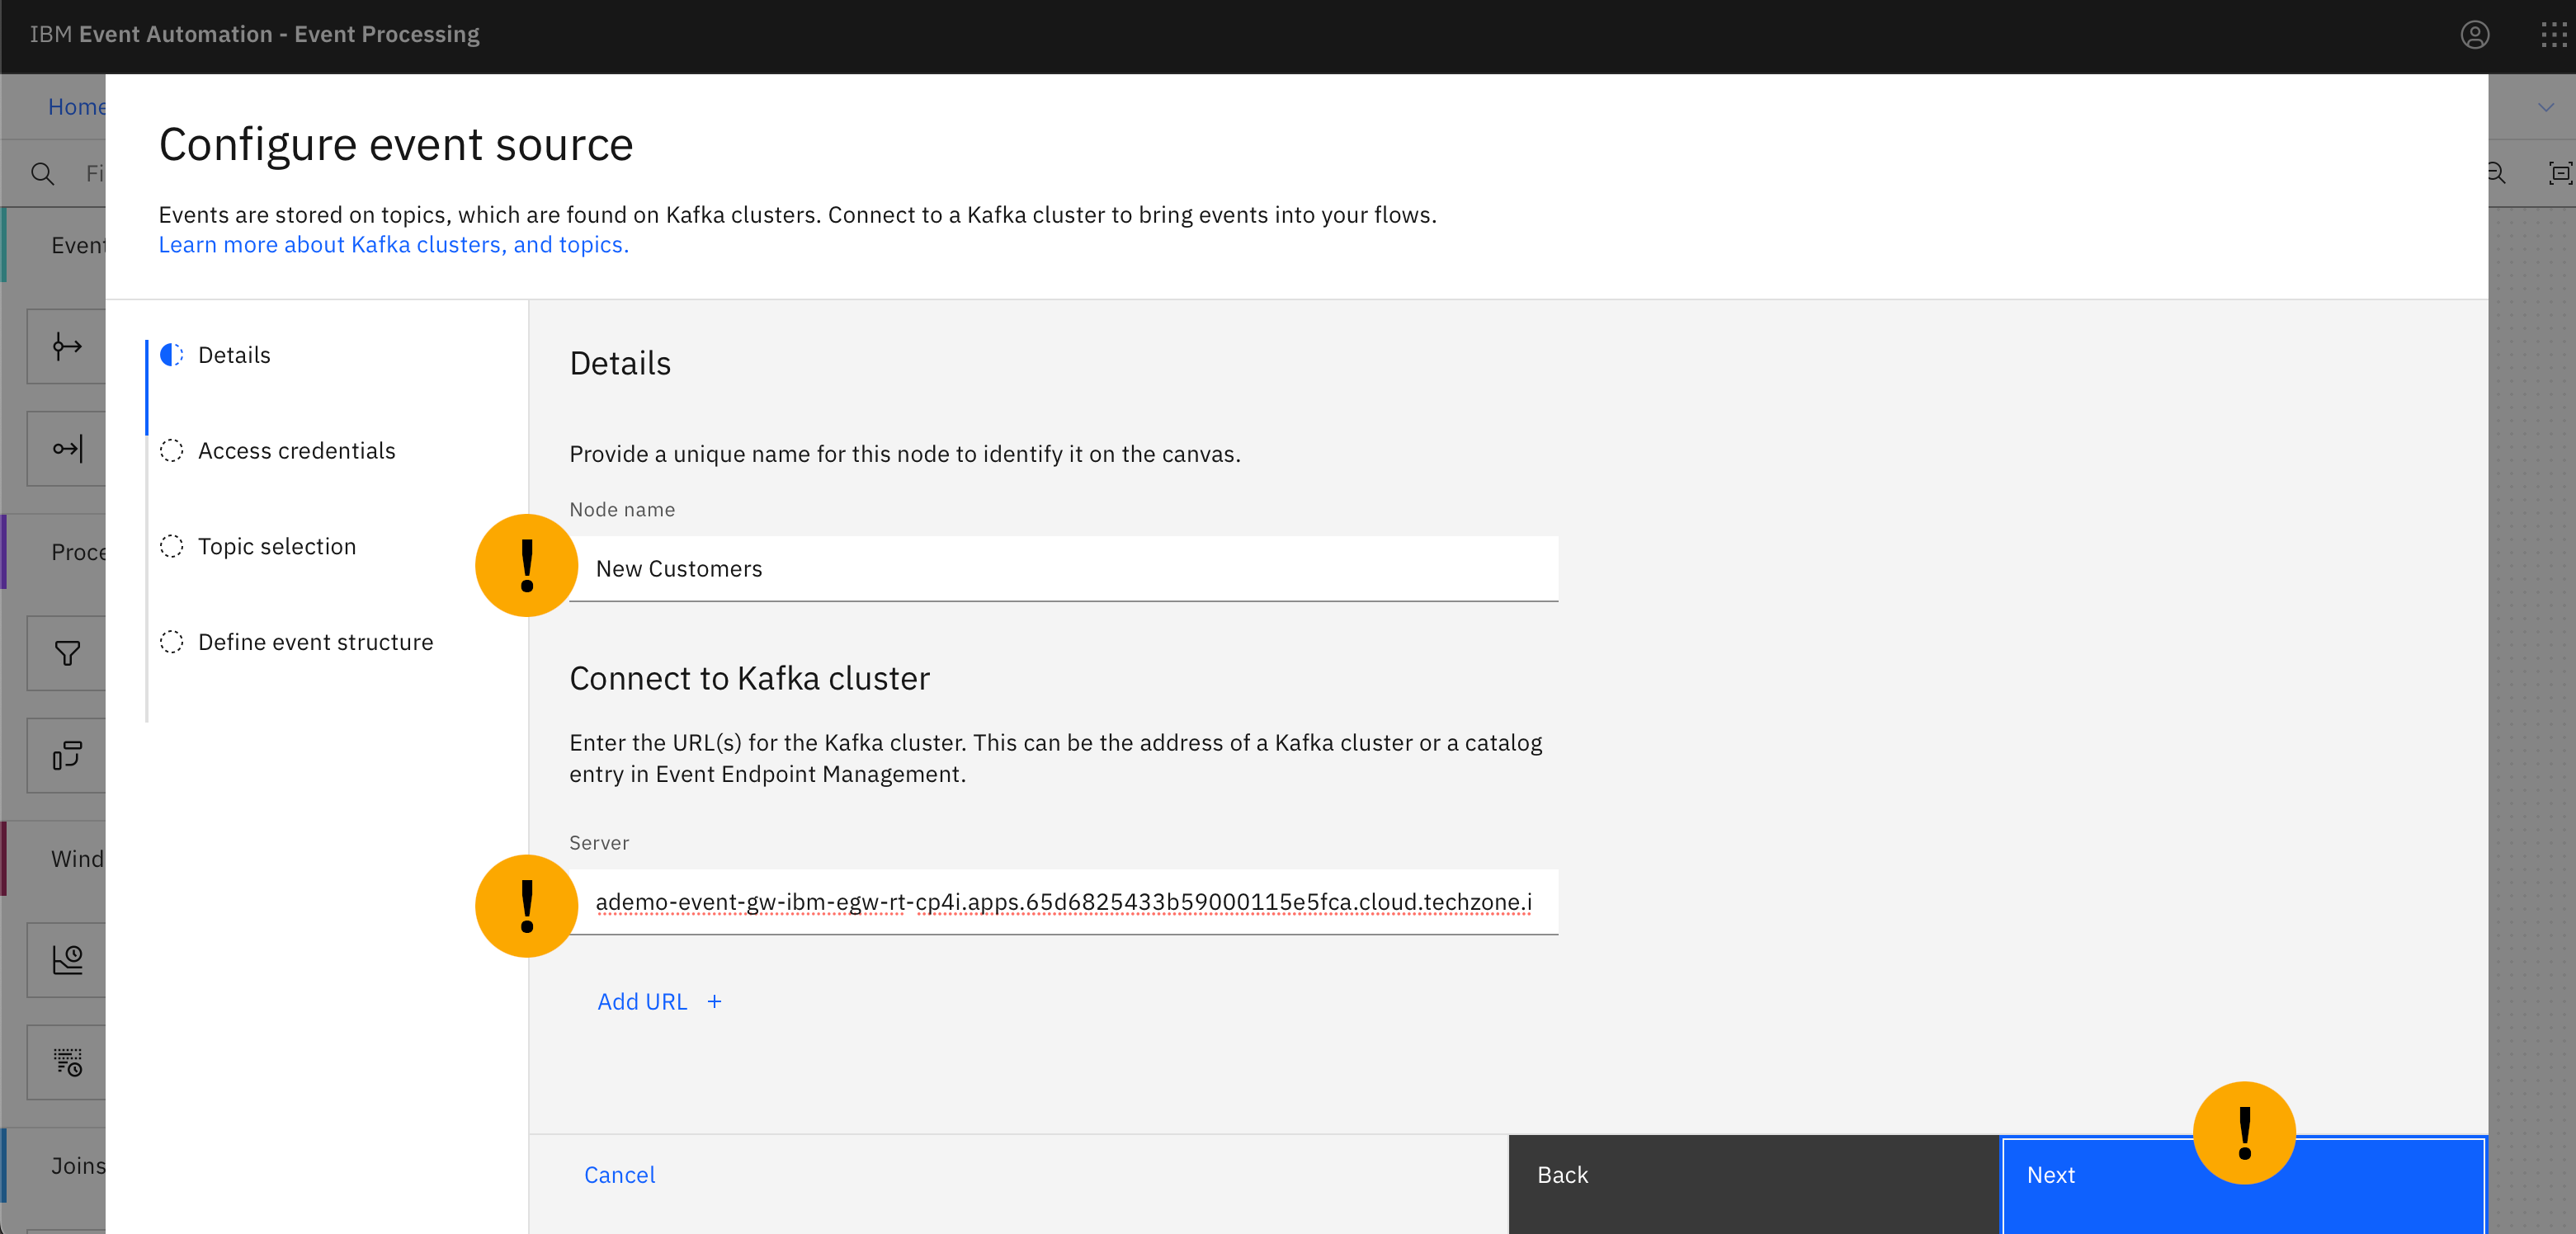 IBM Event Automation - Event Processing
Home
Configure event source
Events are stored on topics, which are found on Kafka clusters. Connect to a Kafka cluster to bring events into your flows.
Learn more about Kafka clusters, and topics.
Fi
Event
Proce
Wind
Joins
Details
Access credentials
Topic selection
Define event structure
Details
Provide a unique name for this node to identify it on the canvas.
Node name
!
New Customers
Connect to Kafka cluster
Enter the URL(s) for the Kafka cluster. This can be the address of a Kafka cluster or a catalog
entry in Event Endpoint Management.
Server
!
ademo-event-gw-ibm-egw-rt-cp4i.apps.65d6825433b59000115e5fca.cloud.techzone.i
Add URL +
!
Cancel
Back
Next